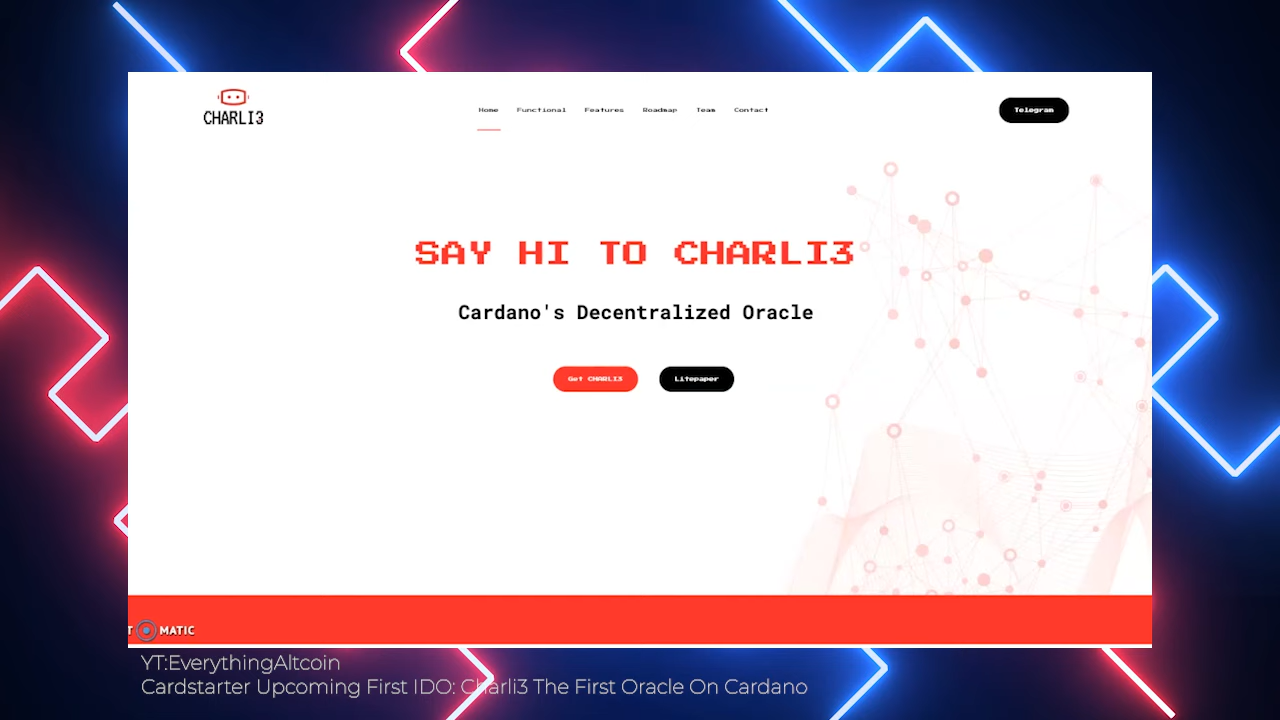 CHARLI3
Home Functional Features Roadmap Team Contact
Telegram
SAY HI TO CHARLI3
Cardano's Decentralized Oracle
Get CHARLI3 Litepaper
T MATIC
YT:EverythingAltcoin
Cardstarter Upcoming First IDO: Charli3 The First Oracle On Cardano